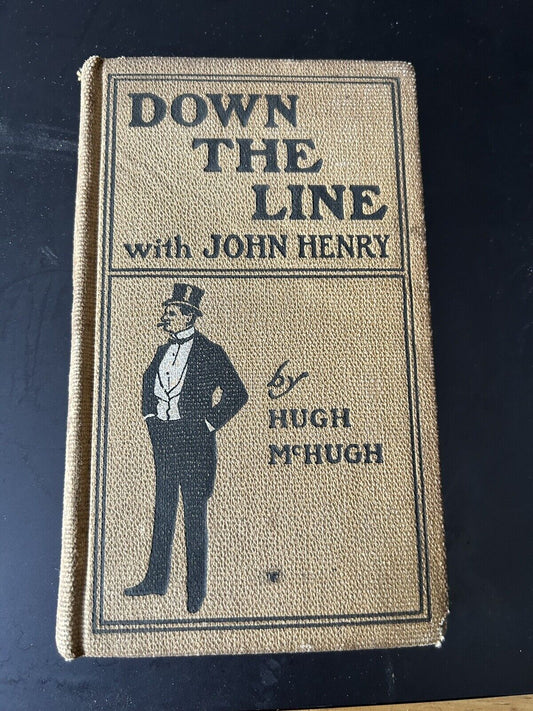 DOWN
THE
LINE
with JOHN HENRY
by
HUGH
McHUGH